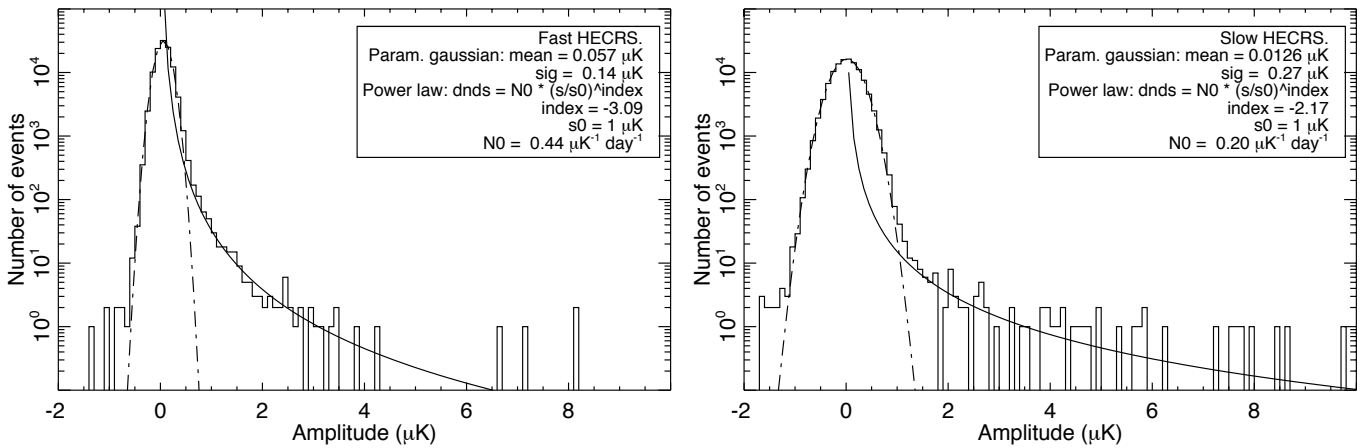 Fast HECRS.
Param. gaussian: mean = 0.057 μK
sig = 0.14 μK
Power law: dnds = N0 * (s/s0)^index
index = -3.09
s0 = 1 μK
N0 = 0.44 μK⁻¹ day⁻¹
Number of events
10⁴
10³
10²
10¹
10⁰
-2 0 2 4 6 8
Amplitude (μK)
Slow HECRS.
Param. gaussian: mean = 0.0126 μK
sig = 0.27 μK
Power law: dnds = N0 * (s/s0)^index
index = -2.17
s0 = 1 μK
N0 = 0.20 μK⁻¹ day⁻¹
Number of events
10⁴
10³
10²
10¹
10⁰
-2 0 2 4 6 8
Amplitude (μK)